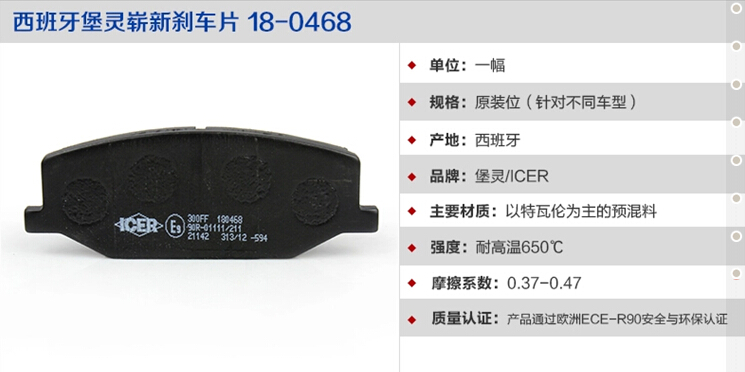 西班牙堡灵崭新刹车片 18-0468
单位：一幅
规格：原装位（针对不同车型）
产地：西班牙
品牌：堡灵/ICER
主要材质：以特瓦伦为主的预混料
强度：耐高温650℃
摩擦系数：0.37-0.47
质量认证：产品通过欧洲ECE-R90安全与环保认证
ICER E9 300FF 180468
90R-01111/211
21142 313/12 -594